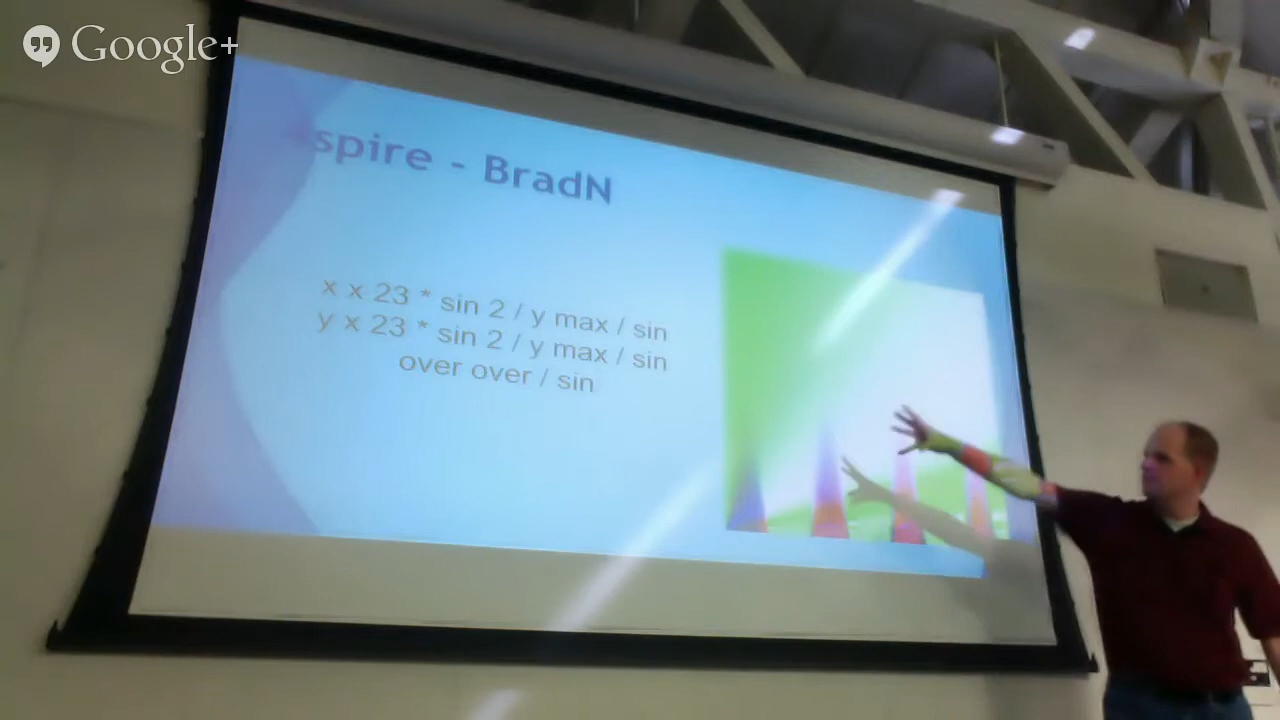 Google+
spire - BradN
x x 23 * sin 2 / y max / sin
y x 23 * sin 2 / y max / sin
over over / sin